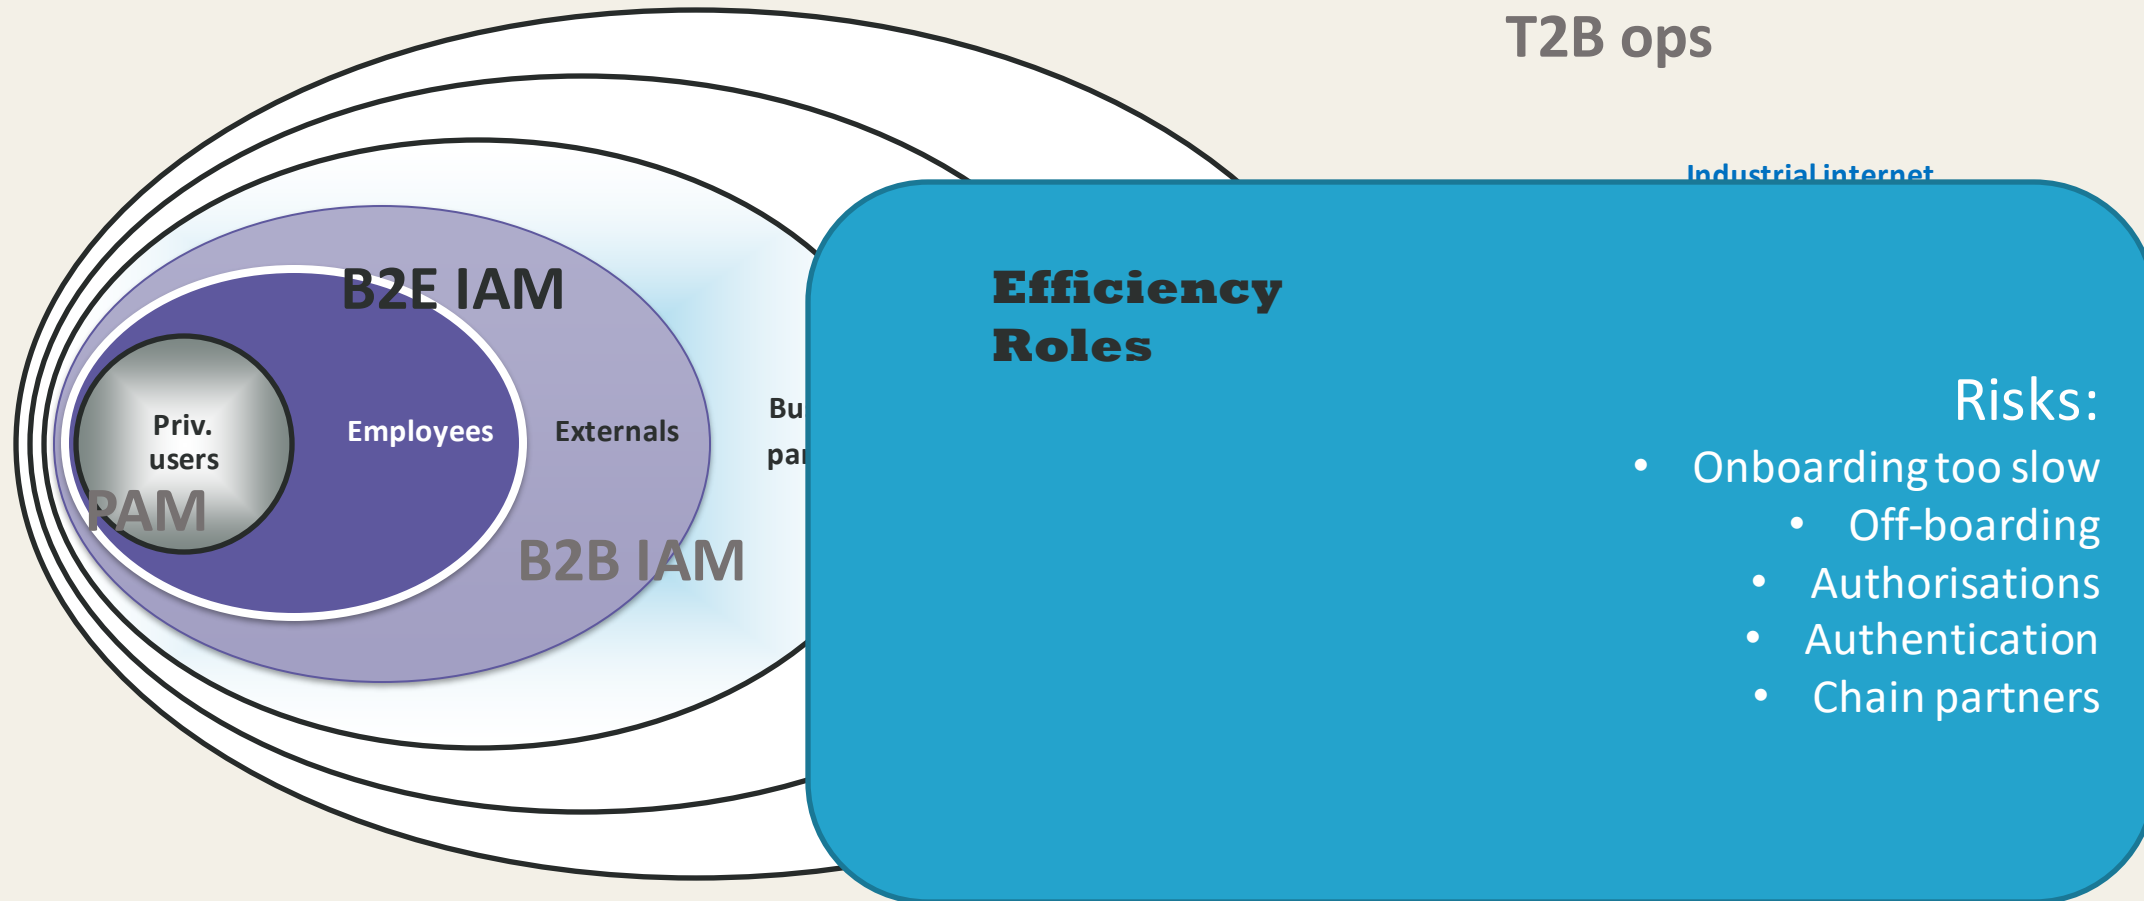 T2B ops
Industrial internet
B2E IAM
Efficiency
Roles
Priv.
users
Employees
Externals
PAM
B2B IAM
Risks:
• Onboarding too slow
• Off-boarding
• Authorisations
• Authentication
• Chain partners